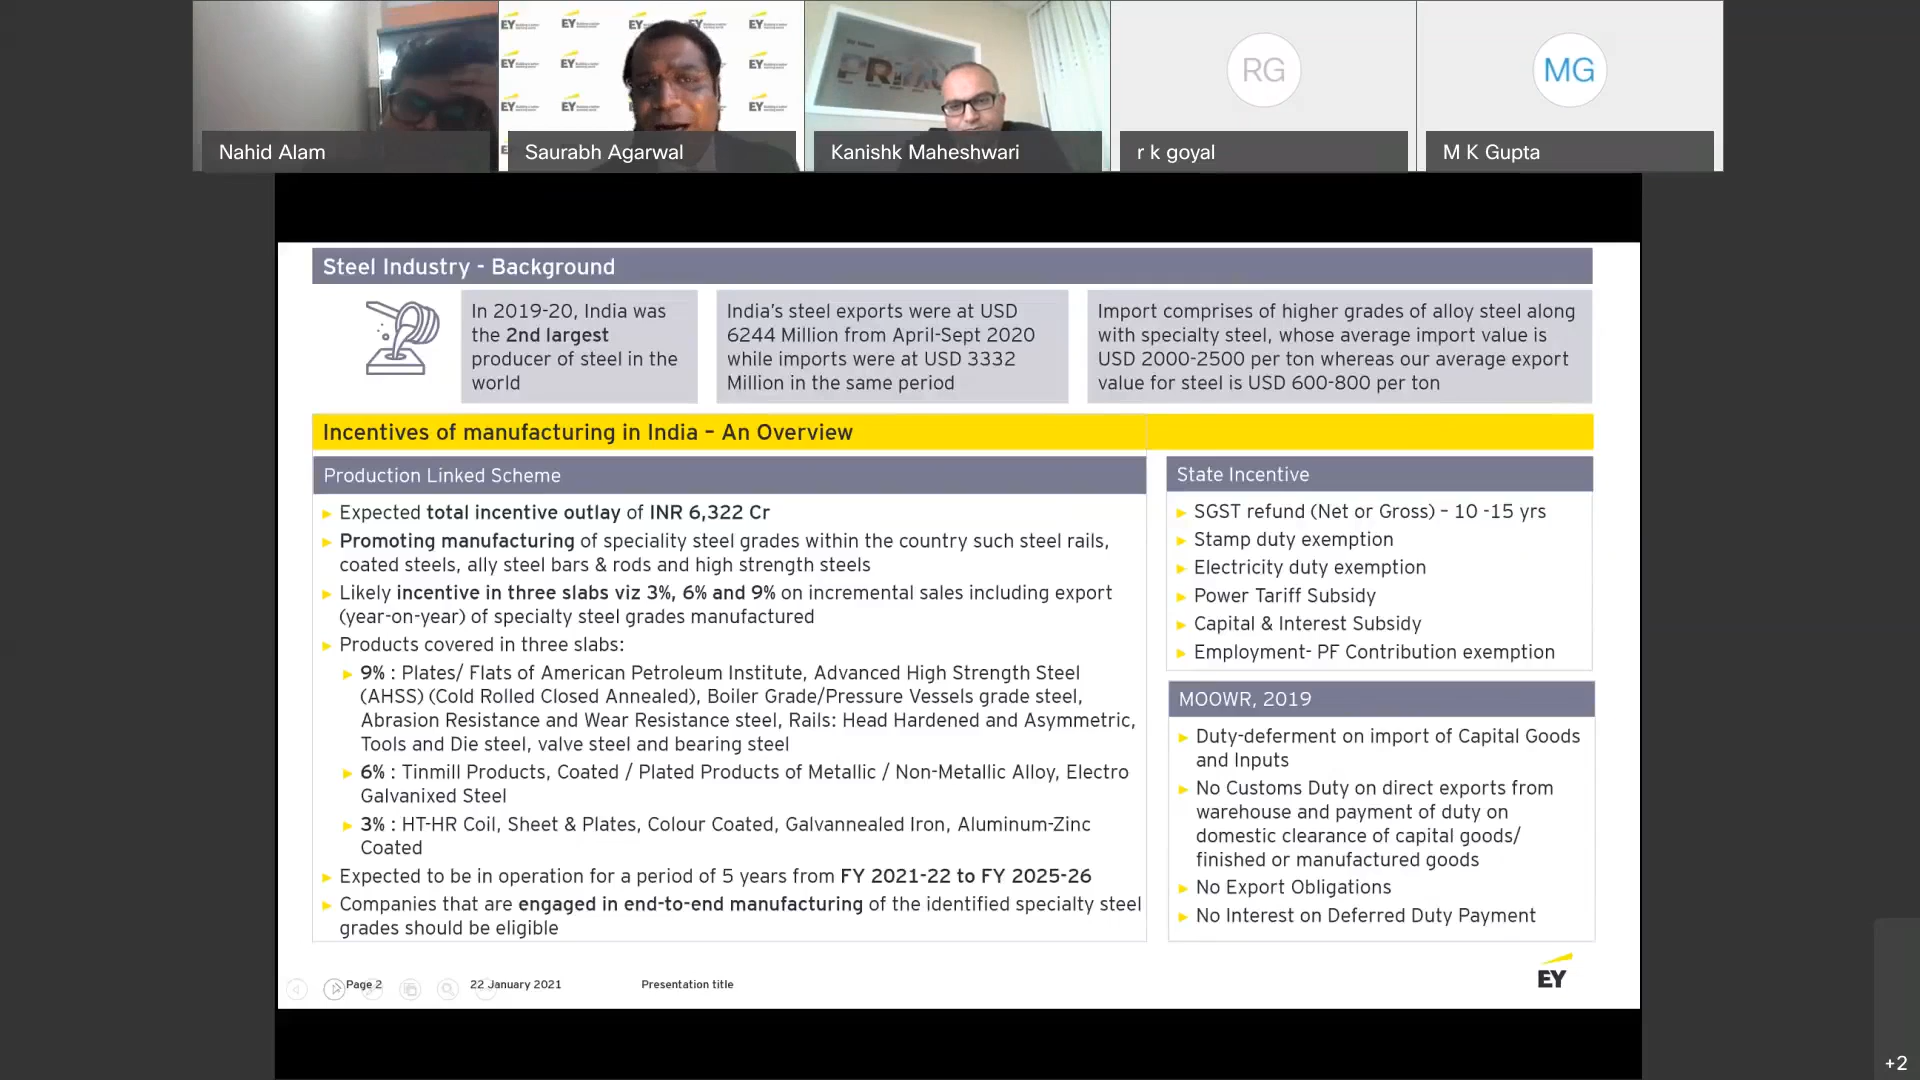 EY EY EY EY
EY EY EY
EY EY
PRIMUS
RG
MG
Nahid Alam
Saurabh Agarwal
Kanishk Maheshwari
r k goyal
M K Gupta
Steel Industry - Background
In 2019-20, India was
the 2nd largest
producer of steel in the
world
India's steel exports were at USD
6244 Million from April-Sept 2020
while imports were at USD 3332
Million in the same period
Import comprises of higher grades of alloy steel along
with specialty steel, whose average import value is
USD 2000-2500 per ton whereas our average export
value for steel is USD 600-800 per ton
Incentives of manufacturing in India – An Overview
Production Linked Scheme
Expected total incentive outlay of INR 6,322 Cr
Promoting manufacturing of speciality steel grades within the country such steel rails,
coated steels, ally steel bars & rods and high strength steels
Likely incentive in three slabs viz 3%, 6% and 9% on incremental sales including export
(year-on-year) of specialty steel grades manufactured
Products covered in three slabs:
9% : Plates/ Flats of American Petroleum Institute, Advanced High Strength Steel
(AHSS) (Cold Rolled Closed Annealed), Boiler Grade/Pressure Vessels grade steel,
Abrasion Resistance and Wear Resistance steel, Rails: Head Hardened and Asymmetric,
Tools and Die steel, valve steel and bearing steel
6% : Tinmill Products, Coated / Plated Products of Metallic / Non-Metallic Alloy, Electro
Galvanixed Steel
3% : HT-HR Coil, Sheet & Plates, Colour Coated, Galvannealed Iron, Aluminum-Zinc
Coated
Expected to be in operation for a period of 5 years from FY 2021-22 to FY 2025-26
Companies that are engaged in end-to-end manufacturing of the identified specialty steel
grades should be eligible
State Incentive
SGST refund (Net or Gross) – 10 -15 yrs
Stamp duty exemption
Electricity duty exemption
Power Tariff Subsidy
Capital & Interest Subsidy
Employment- PF Contribution exemption
MOOWR, 2019
Duty-deferment on import of Capital Goods
and Inputs
No Customs Duty on direct exports from
warehouse and payment of duty on
domestic clearance of capital goods/
finished or manufactured goods
No Export Obligations
No Interest on Deferred Duty Payment
Page 2
22 January 2021
Presentation title
EY
+2